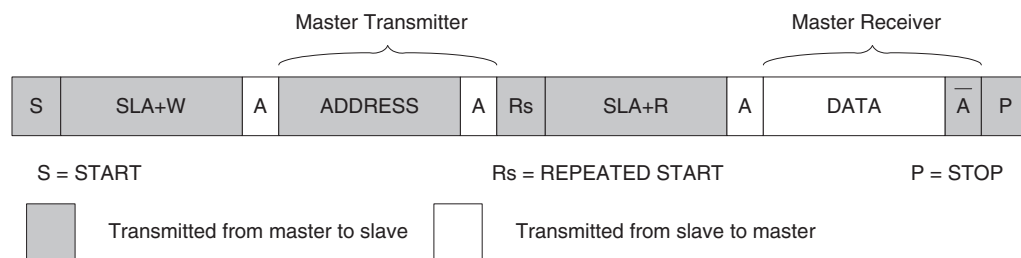 Master Transmitter Master Receiver
S SLA+W A ADDRESS A Rs SLA+R A DATA A̅ P
S = START Rs = REPEATED START P = STOP
Transmitted from master to slave Transmitted from slave to master